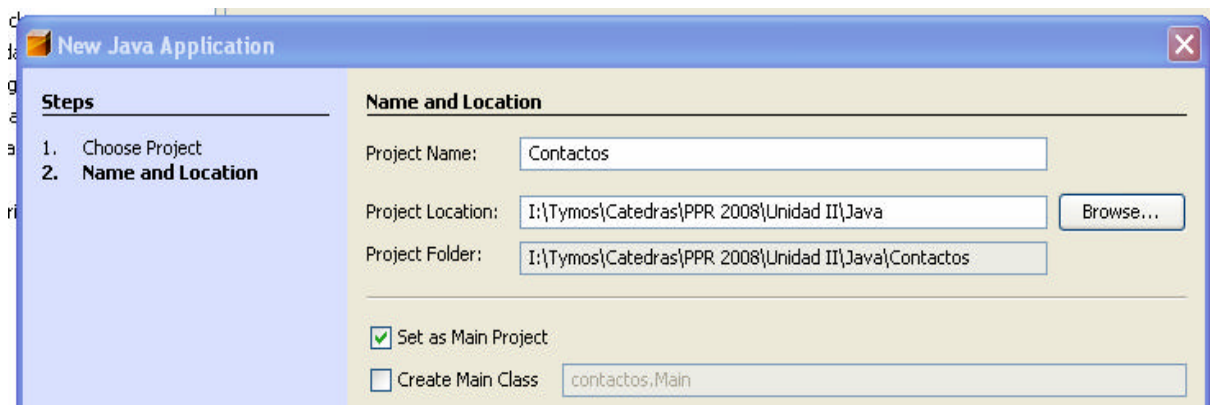 New Java Application
Steps
1. Choose Project
2. Name and Location
Name and Location
Project Name: Contactos
Project Location: I:\Tymos\Catedras\PPR 2008\Unidad II\Java Browse...
Project Folder: I:\Tymos\Catedras\PPR 2008\Unidad II\Java\Contactos
Set as Main Project
Create Main Class contactos.Main